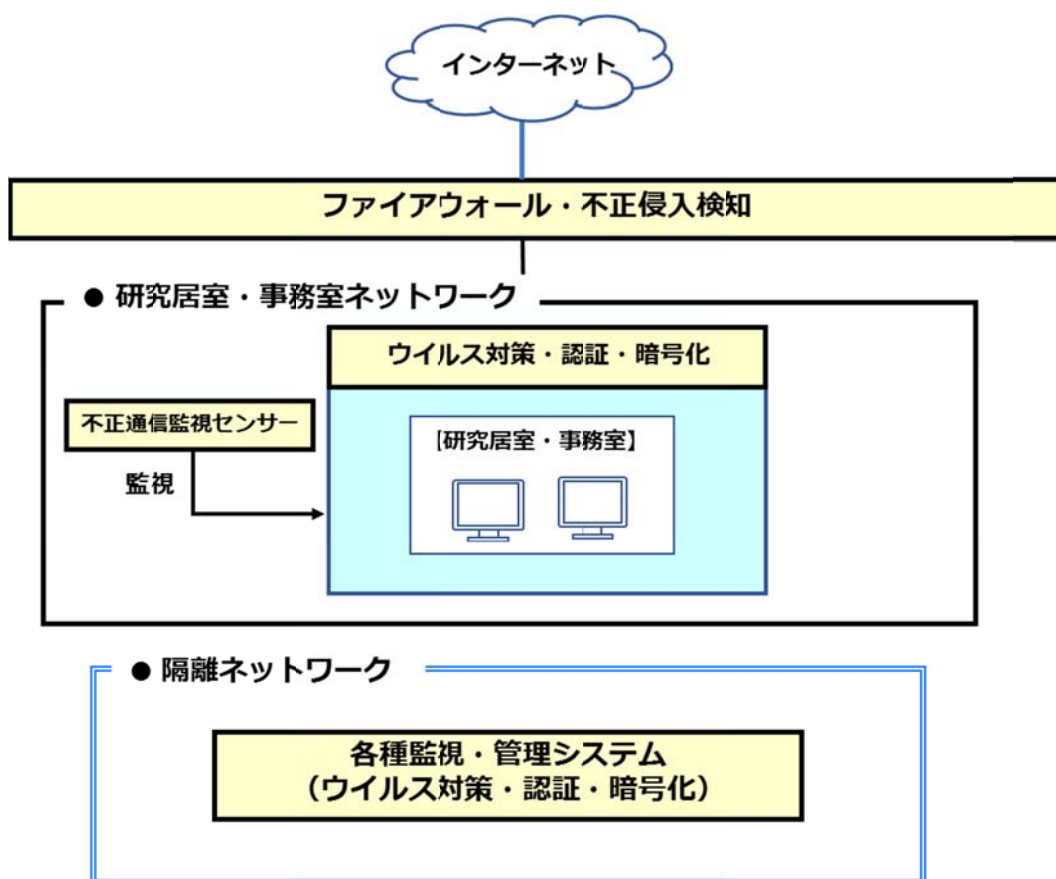 インターネット
ファイアウォール・不正侵入検知
● 研究居室・事務室ネットワーク
ウイルス対策・認証・暗号化
不正通信監視センサー
【研究居室・事務室】
監視
● 隔離ネットワーク
各種監視・管理システム
（ウイルス対策・認証・暗号化）